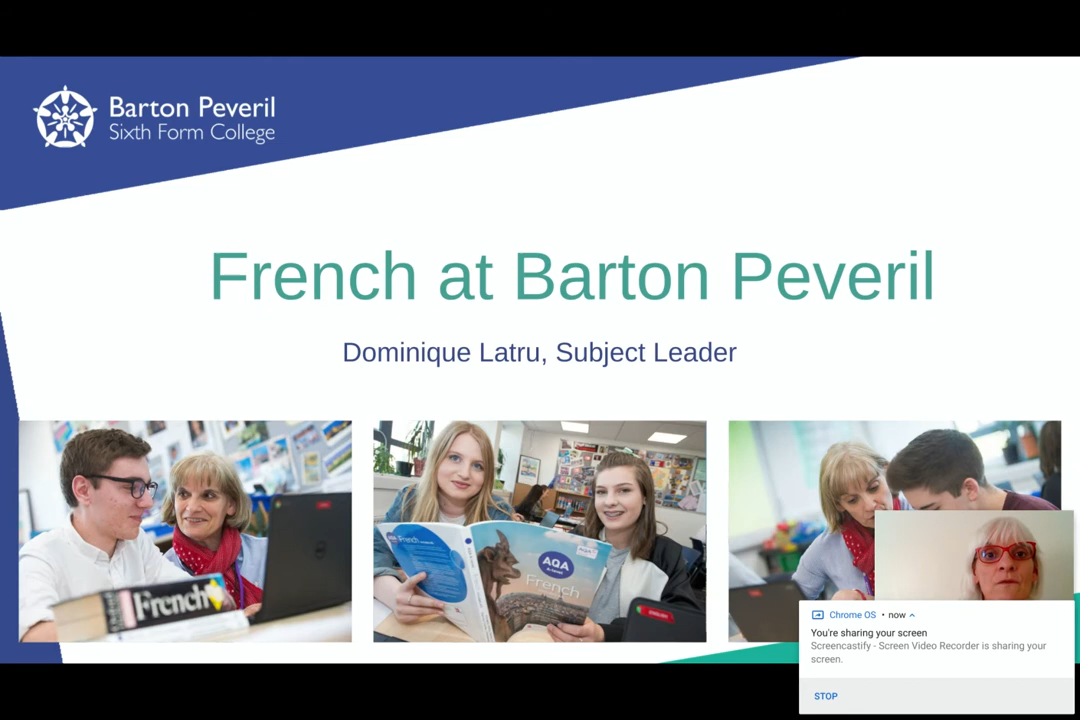 Barton Peveril
Sixth Form College
French at Barton Peveril
Dominique Latru, Subject Leader
French
French
AQA
French
Chrome OS • now
You're sharing your screen
Screencastify - Screen Video Recorder is sharing your
screen.
STOP